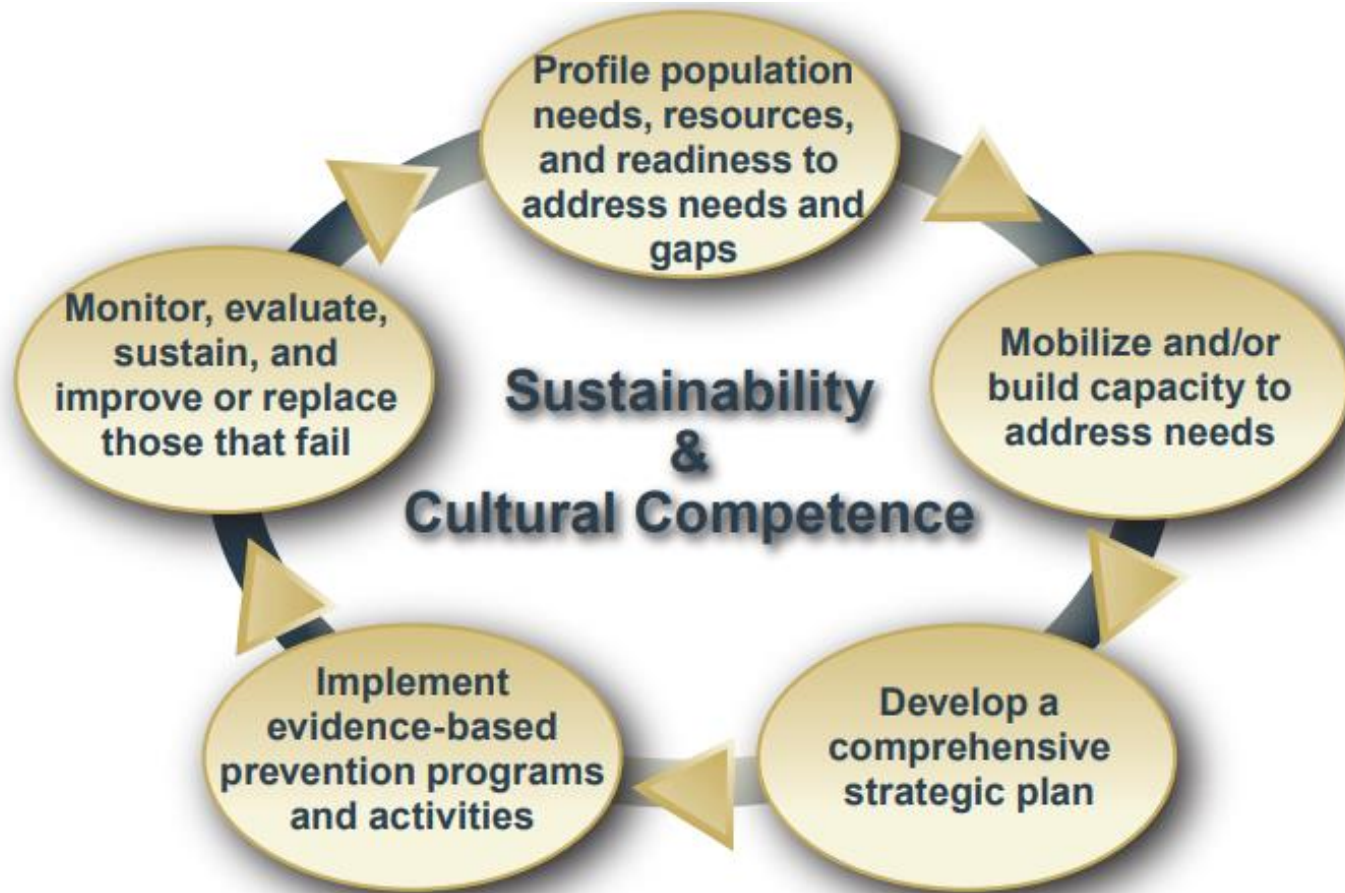 Profile population
needs, resources,
and readiness to
address needs and
gaps
Mobilize and/or
build capacity to
address needs
Develop a
comprehensive
strategic plan
Implement
evidence-based
prevention programs
and activities
Monitor, evaluate,
sustain, and
improve or replace
those that fail
Sustainability
&
Cultural Competence